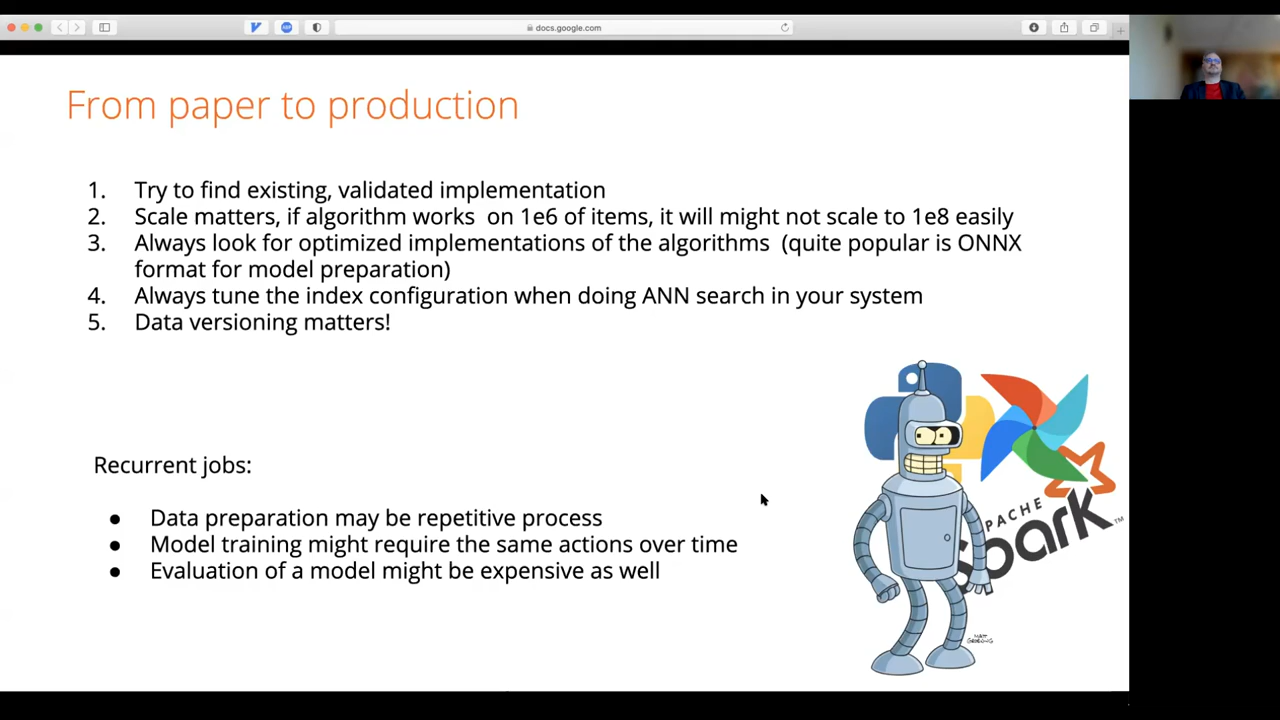 docs.google.com
From paper to production
1. Try to find existing, validated implementation
2. Scale matters, if algorithm works on 1e6 of items, it will might not scale to 1e8 easily
3. Always look for optimized implementations of the algorithms (quite popular is ONNX
format for model preparation)
4. Always tune the index configuration when doing ANN search in your system
5. Data versioning matters!
Recurrent jobs:
● Data preparation may be repetitive process
● Model training might require the same actions over time
● Evaluation of a model might be expensive as well
APACHE
Spark™
MATT
GROENING